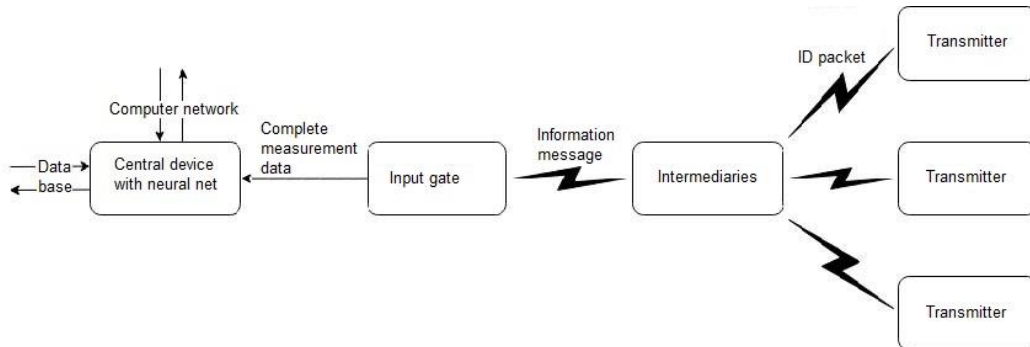 Transmitter
ID packet
Computer network
Complete
measurement
data
Information
message
Data
base
Central device
with neural net
Input gate
Intermediaries
Transmitter
Transmitter